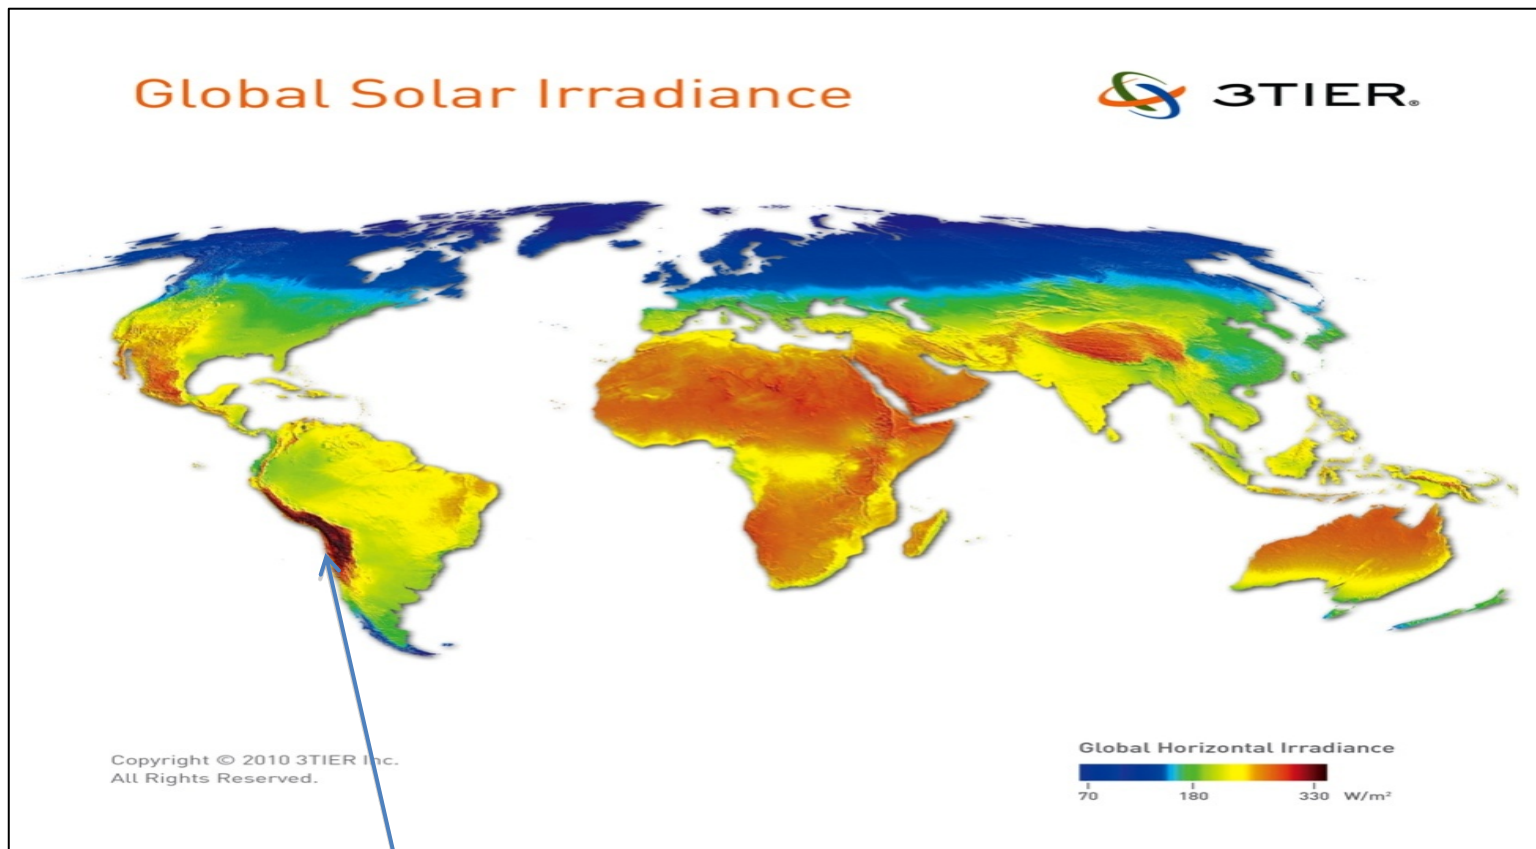 Global Solar Irradiance
3TIER®
Copyright © 2010 3TIER Inc.
All Rights Reserved.
Global Horizontal Irradiance
70 180 330 W/m²